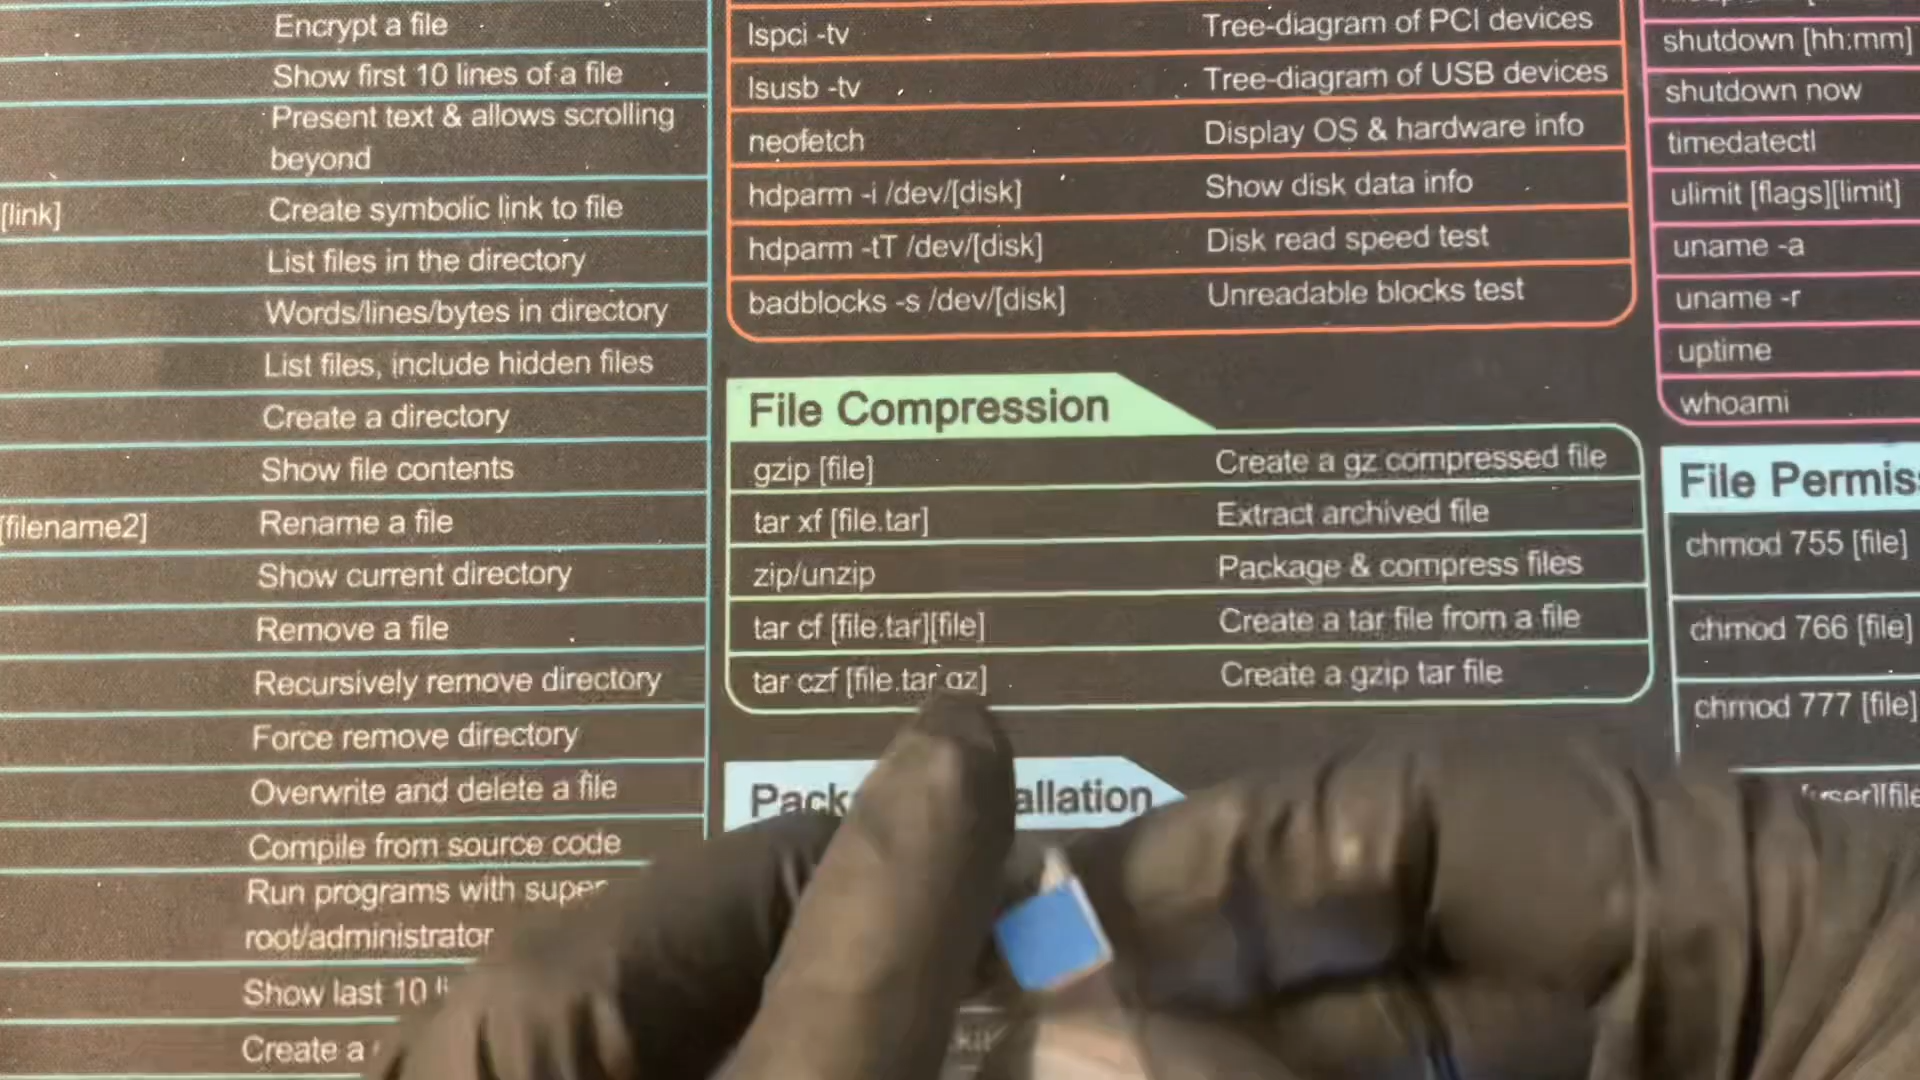 Encrypt a file
Show first 10 lines of a file
Present text & allows scrolling
beyond
[link] Create symbolic link to file
List files in the directory
Words/lines/bytes in directory
List files, include hidden files
Create a directory
Show file contents
[filename2] Rename a file
Show current directory
Remove a file
Recursively remove directory
Force remove directory
Overwrite and delete a file
Compile from source code
Run programs with super
root/administrator
Show last 10
Create a
lspci -tv Tree-diagram of PCI devices
lsusb -tv Tree-diagram of USB devices
neofetch Display OS & hardware info
hdparm -i /dev/[disk] Show disk data info
hdparm -tT /dev/[disk] Disk read speed test
badblocks -s /dev/[disk] Unreadable blocks test
File Compression
gzip [file] Create a gz compressed file
tar xf [file.tar] Extract archived file
zip/unzip Package & compress files
tar cf [file.tar][file] Create a tar file from a file
tar czf [file.tar.gz] Create a gzip tar file
shutdown [hh:mm]
shutdown now
timedatectl
ulimit [flags][limit]
uname -a
uname -r
uptime
whoami
File Permis
chmod 755 [file]
chmod 766 [file]
chmod 777 [file]